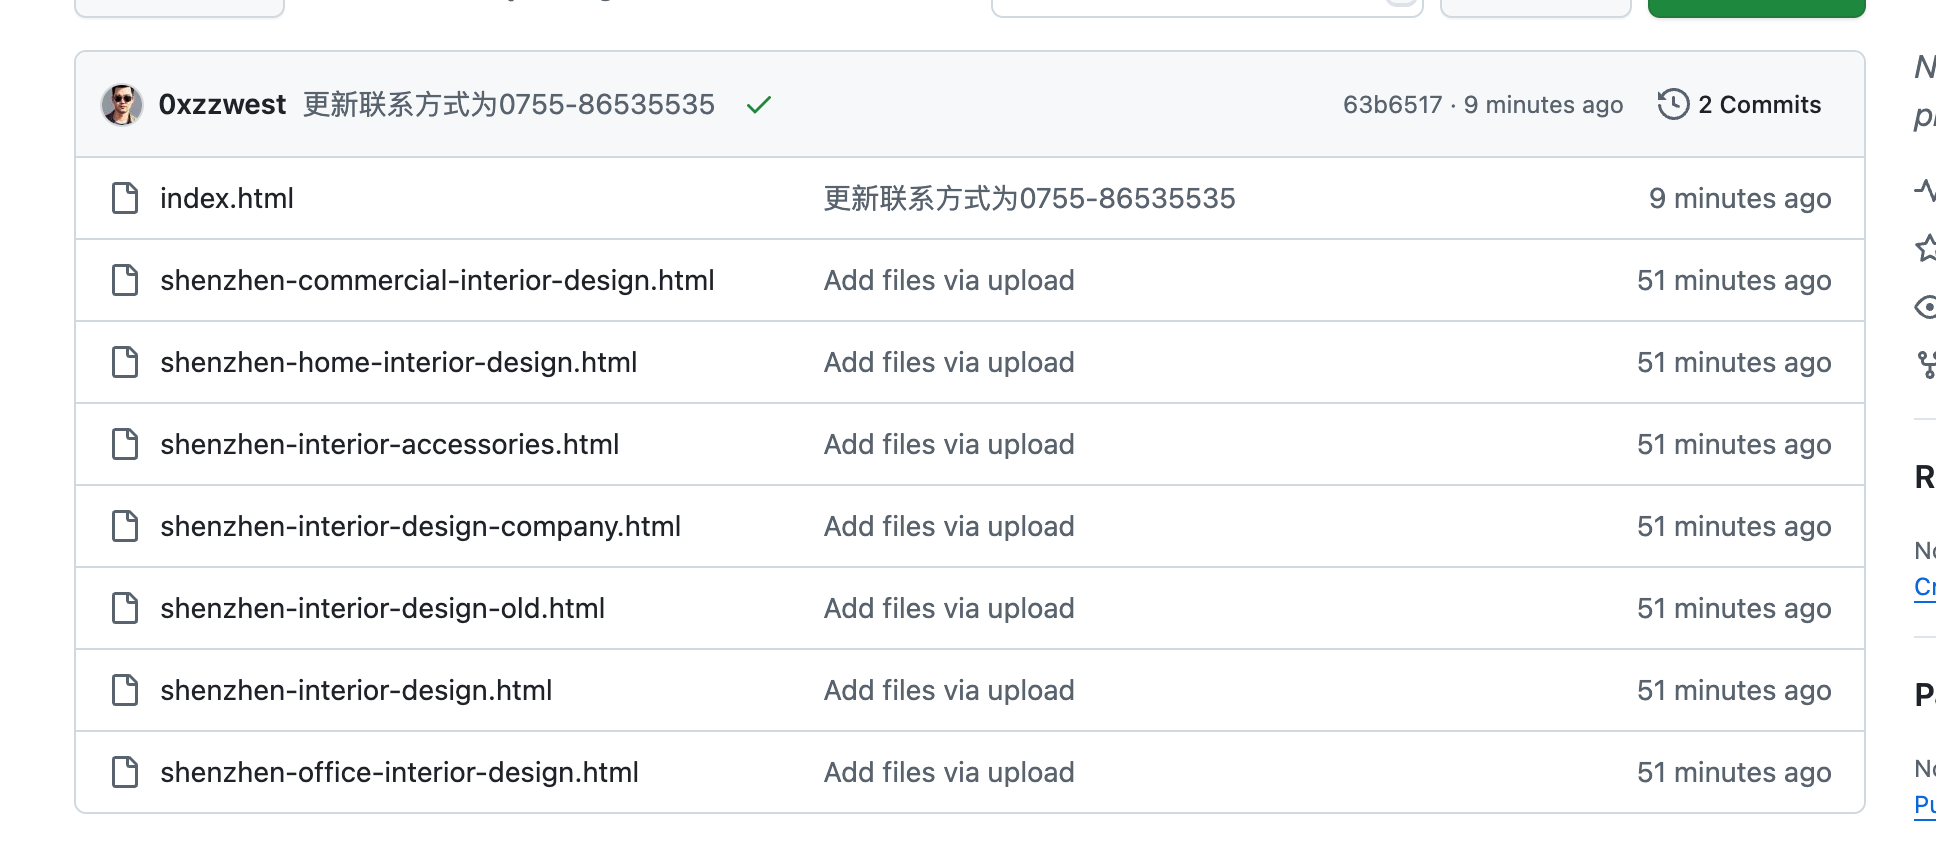 0xzzwest 更新联系方式为0755-86535535 63b6517 · 9 minutes ago 2 Commits
index.html 更新联系方式为0755-86535535 9 minutes ago
shenzhen-commercial-interior-design.html Add files via upload 51 minutes ago
shenzhen-home-interior-design.html Add files via upload 51 minutes ago
shenzhen-interior-accessories.html Add files via upload 51 minutes ago
shenzhen-interior-design-company.html Add files via upload 51 minutes ago
shenzhen-interior-design-old.html Add files via upload 51 minutes ago
shenzhen-interior-design.html Add files via upload 51 minutes ago
shenzhen-office-interior-design.html Add files via upload 51 minutes ago